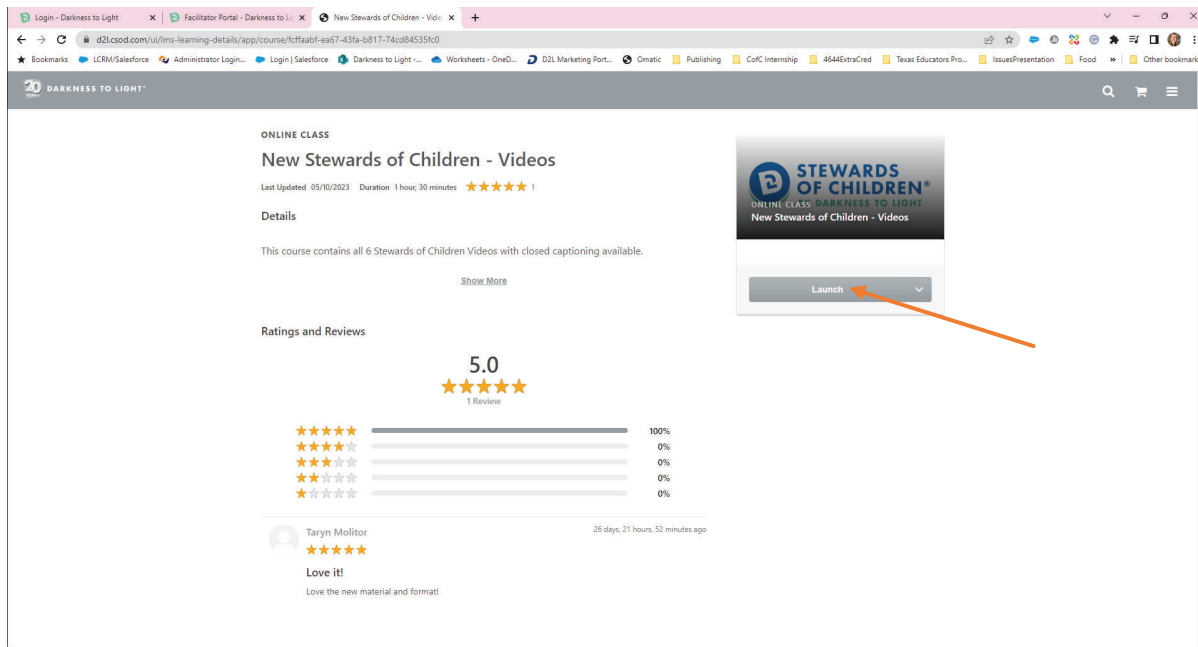 Login - Darkness to Light
Facilitator Portal - Darkness to Li
New Stewards of Children - Vide
d2l.csod.com/ui/lms-learning-details/app/course/fcffaabf-ea67-43fa-b817-74cd84535fc0
Bookmarks LCRM/Salesforce Administrator Login... Login | Salesforce Darkness to Light -... Worksheets - OneD... D2L Marketing Port... Omatic Publishing CofC Internship 4644ExtraCred Texas Educators Pro... IssuesPresentation Food » Other bookmark
20 YEARS DARKNESS TO LIGHT
ONLINE CLASS
New Stewards of Children - Videos
Last Updated 05/10/2023 Duration 1 hour, 30 minutes 1
Details
This course contains all 6 Stewards of Children Videos with closed captioning available.
Show More
STEWARDS
OF CHILDREN®
DARKNESS TO LIGHT
ONLINE CLASS
New Stewards of Children - Videos
Launch
Ratings and Reviews
5.0
1 Review
100%
0%
0%
0%
0%
Taryn Molitor
26 days, 21 hours, 52 minutes ago
Love it!
Love the new material and format!